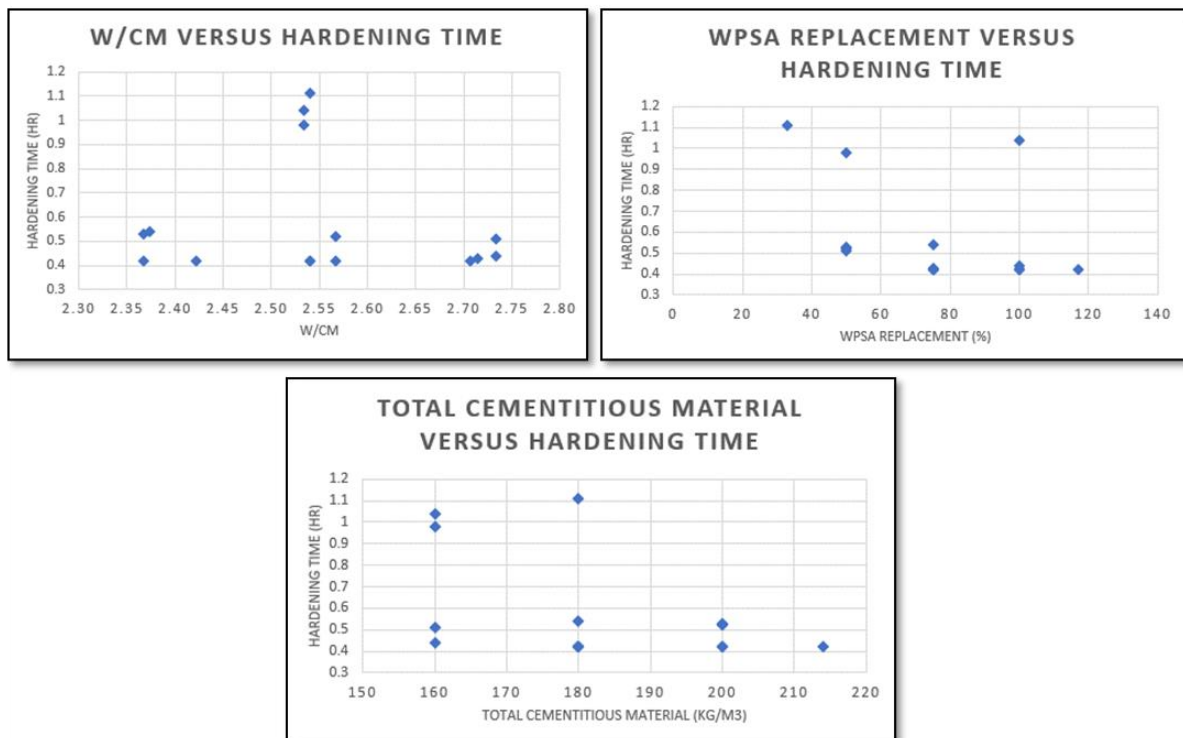 W/CM VERSUS HARDENING TIME
1.2
1.1
1
0.9
0.8
0.7
0.6
0.5
0.4
0.3
HARDENING TIME (HR)
2.30 2.35 2.40 2.45 2.50 2.55 2.60 2.65 2.70 2.75 2.80
W/CM
WPSA REPLACEMENT VERSUS
HARDENING TIME
1.2
1.1
1
0.9
0.8
0.7
0.6
0.5
0.4
0.3
HARDENING TIME (HR)
0 20 40 60 80 100 120 140
WPSA REPLACEMENT (%)
TOTAL CEMENTITIOUS MATERIAL
VERSUS HARDENING TIME
1.2
1.1
1
0.9
0.8
0.7
0.6
0.5
0.4
0.3
HARDENING TIME (HR)
150 160 170 180 190 200 210 220
TOTAL CEMENTITIOUS MATERIAL (KG/M3)